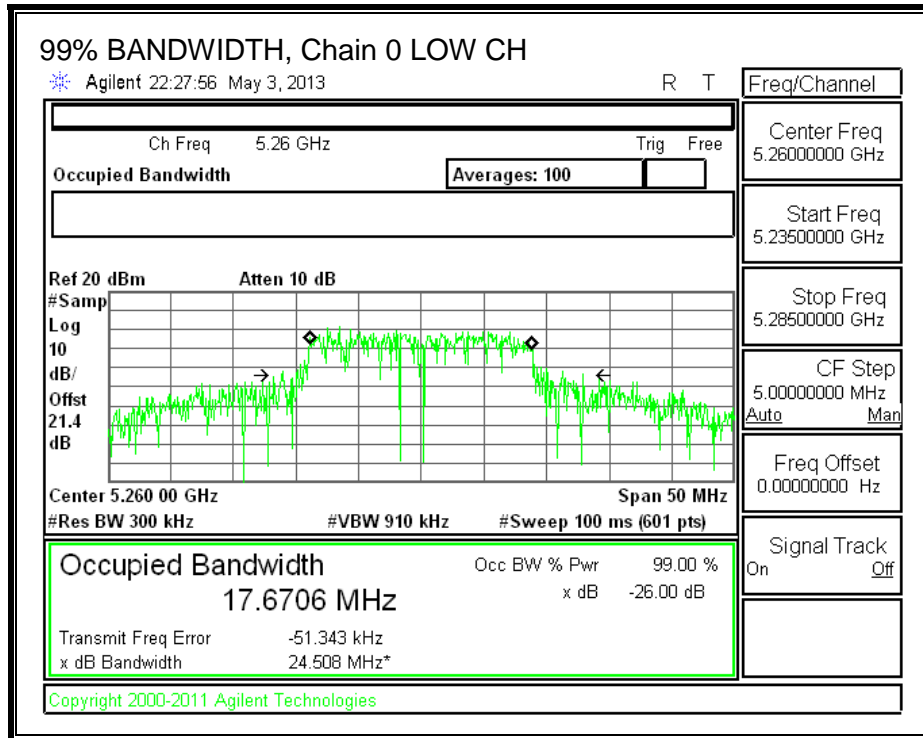 99% BANDWIDTH, Chain 0 LOW CH
Agilent 22:27:56 May 3, 2013 R T
Ch Freq 5.26 GHz Trig Free
Occupied Bandwidth Averages: 100
Ref 20 dBm Atten 10 dB
#Samp
Log
10
dB/
Offst
21.4
dB
Center 5.260 00 GHz Span 50 MHz
#Res BW 300 kHz #VBW 910 kHz #Sweep 100 ms (601 pts)
Occupied Bandwidth Occ BW % Pwr 99.00 %
17.6706 MHz x dB -26.00 dB
Transmit Freq Error -51.343 kHz
x dB Bandwidth 24.508 MHz*
Copyright 2000-2011 Agilent Technologies
Freq/Channel
Center Freq
5.26000000 GHz
Start Freq
5.23500000 GHz
Stop Freq
5.28500000 GHz
CF Step
5.00000000 MHz
Auto Man
Freq Offset
0.00000000 Hz
Signal Track
On Off